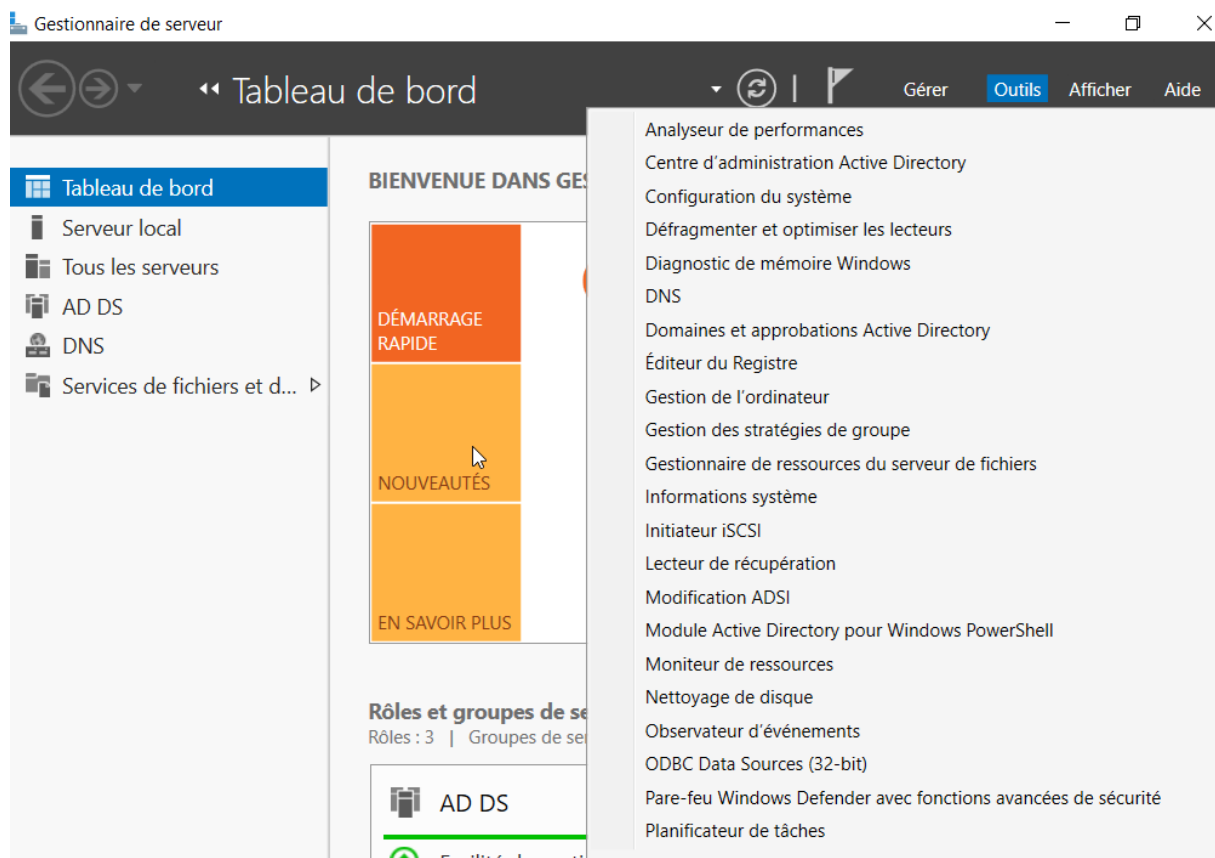 Gestionnaire de serveur
Tableau de bord
Gérer Outils Afficher Aide
Tableau de bord
Serveur local
Tous les serveurs
AD DS
DNS
Services de fichiers et d...
BIENVENUE DANS
DÉMARRAGE
RAPIDE
NOUVEAUTÉS
EN SAVOIR PLUS
Rôles et groupes de
Rôles : 3 | Groupes de
AD DS
Analyseur de performances
Centre d'administration Active Directory
Configuration du système
Défragmenter et optimiser les lecteurs
Diagnostic de mémoire Windows
DNS
Domaines et approbations Active Directory
Éditeur du Registre
Gestion de l'ordinateur
Gestion des stratégies de groupe
Gestionnaire de ressources du serveur de fichiers
Informations système
Initiateur iSCSI
Lecteur de récupération
Modification ADSI
Module Active Directory pour Windows PowerShell
Moniteur de ressources
Nettoyage de disque
Observateur d'événements
ODBC Data Sources (32-bit)
Pare-feu Windows Defender avec fonctions avancées de sécurité
Planificateur de tâches